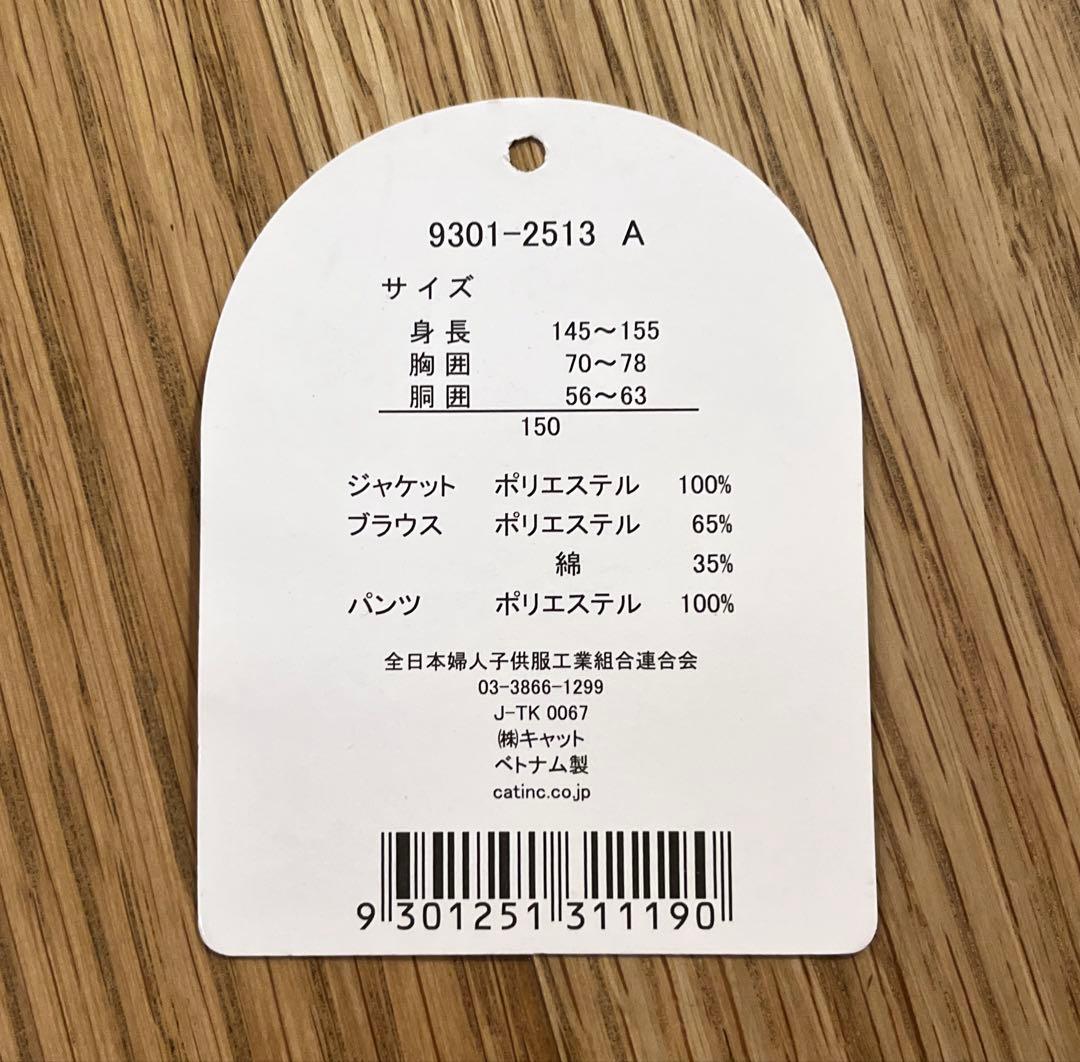 9301-2513 A
サイズ
身長 145～155
胸囲 70～78
胴囲 56～63
150
ジャケット ポリエステル 100%
ブラウス ポリエステル 65%
綿 35%
パンツ ポリエステル 100%
全日本婦人子供服工業組合連合会
03-3866-1299
J-TK 0067
㈱キャット
ベトナム製
catinc.co.jp
9 301251 311190